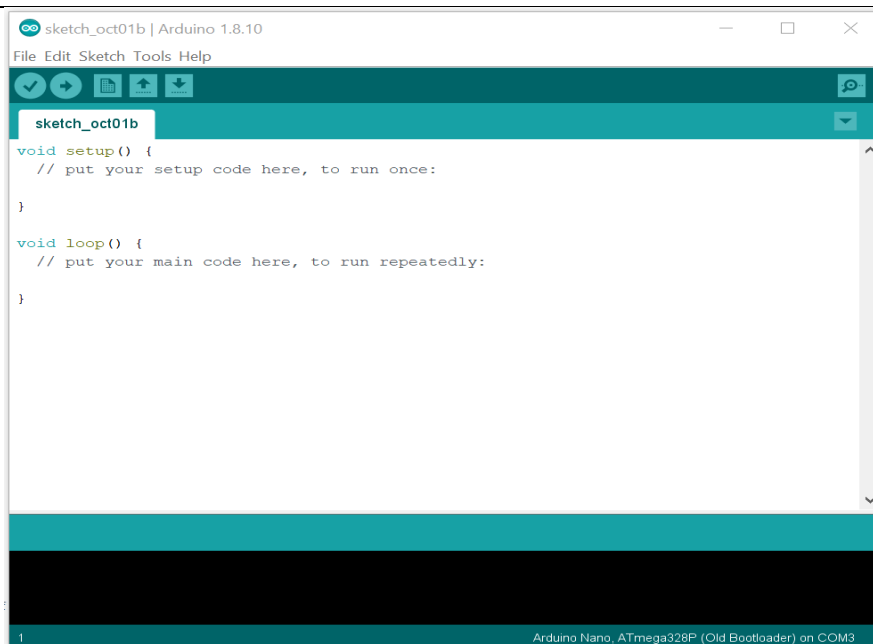 sketch_oct01b | Arduino 1.8.10
File Edit Sketch Tools Help
sketch_oct01b
void setup() {
  // put your setup code here, to run once:
}
void loop() {
  // put your main code here, to run repeatedly:
}
1 Arduino Nano, ATmega328P (Old Bootloader) on COM3